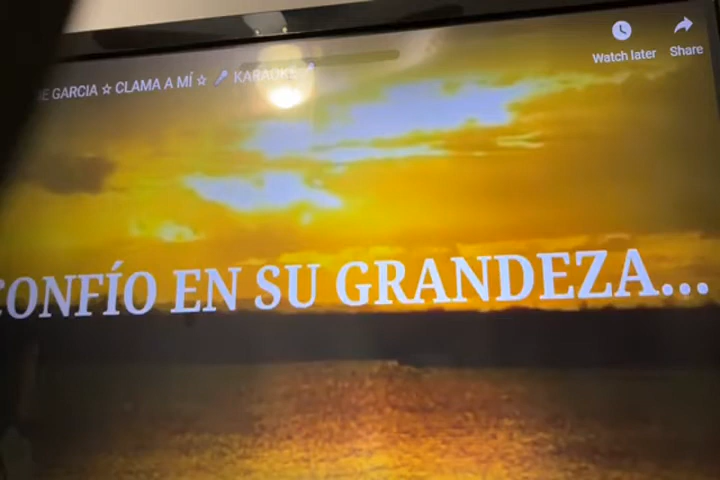 GARCIA ☆ CLAMA A MÍ ☆ 🎤 KARAOKE 🎤
Watch later
Share
CONFÍO EN SU GRANDEZA...